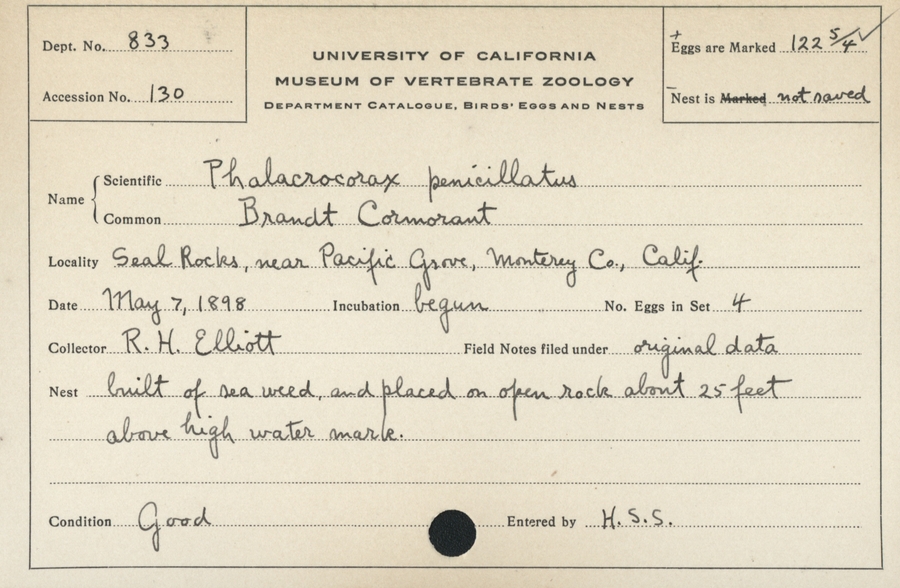 Dept. No. 833
Accession No. 130
UNIVERSITY OF CALIFORNIA
MUSEUM OF VERTEBRATE ZOOLOGY
DEPARTMENT CATALOGUE, BIRDS' EGGS AND NESTS
+
Eggs are Marked 122 5/4 ✓
− Nest is Marked not saved
Name { Scientific Phalacrocorax penicillatus
Common Brandt Cormorant
Locality Seal Rocks, near Pacific Grove, Monterey Co., Calif.
Date May 7, 1898 Incubation begun No. Eggs in Set 4
Collector R. H. Elliott Field Notes filed under original data
Nest built of sea weed, and placed on open rock about 25 feet
above high water mark.
Condition Good Entered by H. S. S.